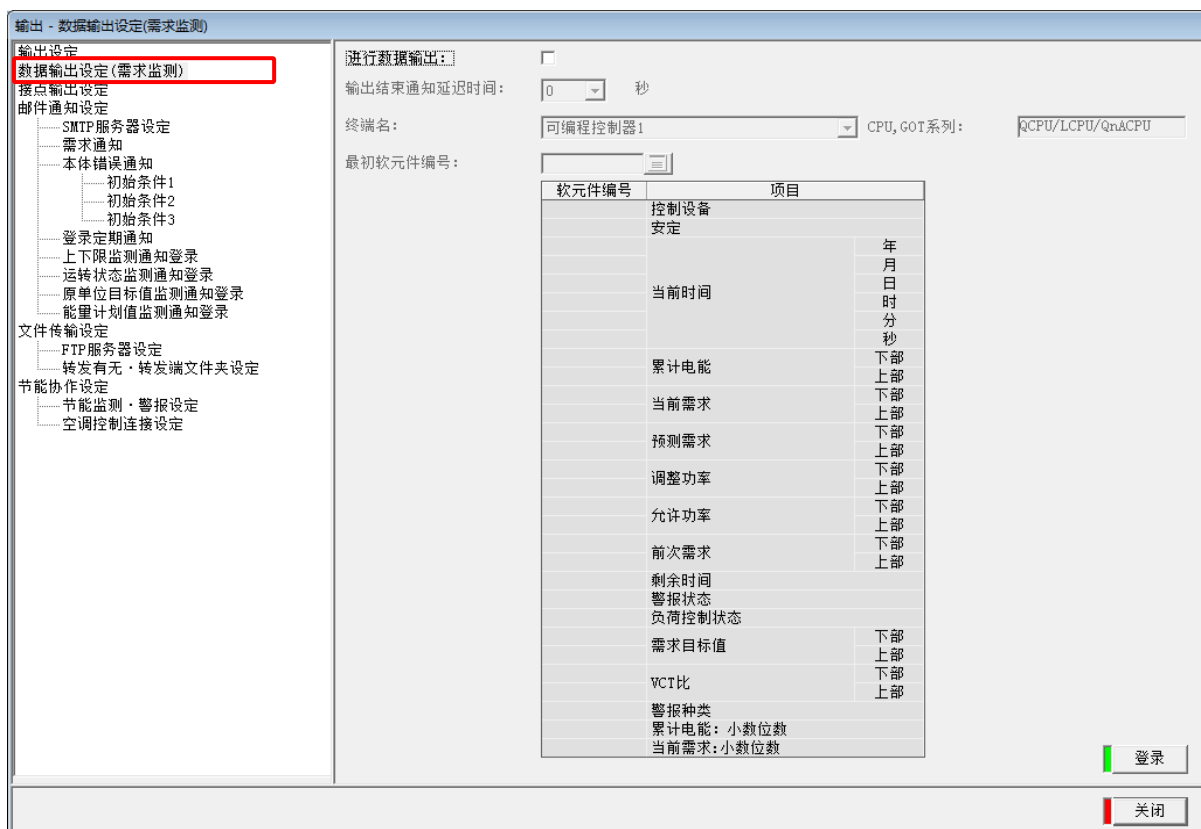 输出 - 数据输出设定(需求监测)
输出设定
数据输出设定(需求监测)
接点输出设定
邮件通知设定
SMTP服务器设定
需求通知
本体错误通知
初始条件1
初始条件2
初始条件3
登录定期通知
上下限监测通知登录
运转状态监测通知登录
原单位目标值监测通知登录
能量计划值监测通知登录
文件传输设定
FTP服务器设定
转发有无·转发端文件夹设定
节能协作设定
节能监测·警报设定
空调控制连接设定
进行数据输出:
输出结束通知延迟时间: 0 秒
终端名: 可编程控制器1 CPU,GOT系列: QCPU/LCPU/QnACPU
最初软元件编号:
软元件编号 项目
控制设备
安定
当前时间 年
月
日
时
分
秒
累计电能 下部
上部
当前需求 下部
上部
预测需求 下部
上部
调整功率 下部
上部
允许功率 下部
上部
前次需求 下部
上部
剩余时间
警报状态
负荷控制状态
需求目标值 下部
上部
VCT比 下部
上部
警报种类
累计电能: 小数位数
当前需求:小数位数
登录
关闭